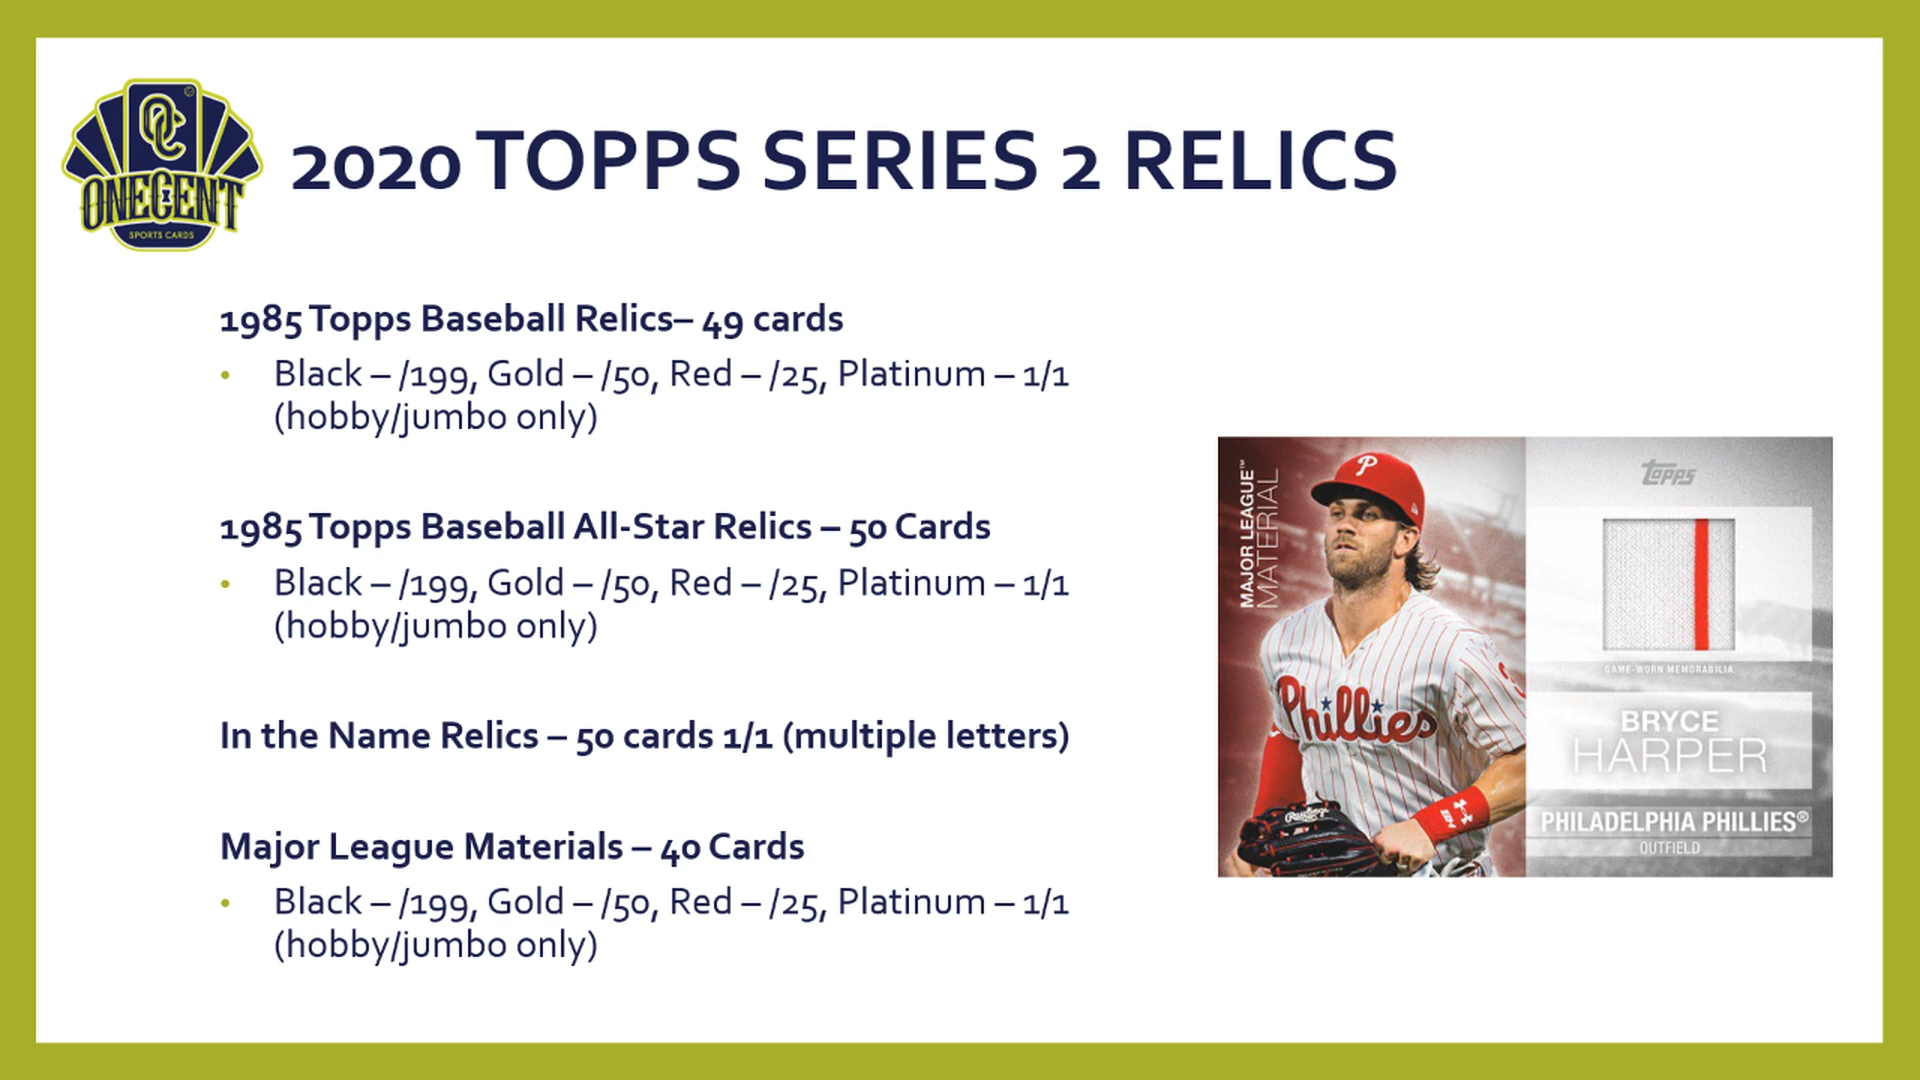 OC
ONECENT
SPORTS CARDS
2020 TOPPS SERIES 2 RELICS
1985 Topps Baseball Relics– 49 cards
• Black – /199, Gold – /50, Red – /25, Platinum – 1/1
(hobby/jumbo only)
1985 Topps Baseball All-Star Relics – 50 Cards
• Black – /199, Gold – /50, Red – /25, Platinum – 1/1
(hobby/jumbo only)
In the Name Relics – 50 cards 1/1 (multiple letters)
Major League Materials – 40 Cards
• Black – /199, Gold – /50, Red – /25, Platinum – 1/1
(hobby/jumbo only)
MAJOR LEAGUE™
MATERIAL
P
Phillies
Rawlings
topps
GAME-WORN MEMORABILIA
BRYCE
HARPER
PHILADELPHIA PHILLIES®
OUTFIELD